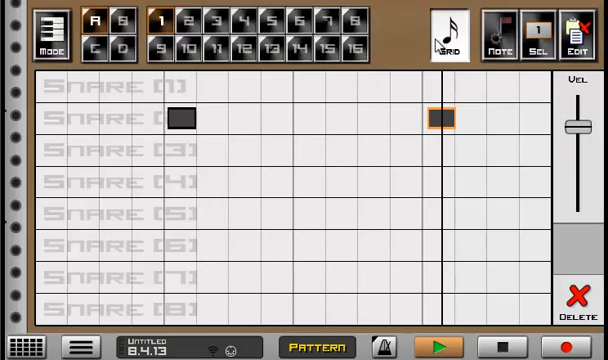 A B 1 2 3 4 5 6 7 8
C D 9 10 11 12 13 14 15 16
Mode Grid Note 1 Sel Edit
Vel
Snare [1]
Snare [
Snare [3]
Snare [4]
Snare [5]
Snare [6]
Snare [7]
Snare [8]
Delete
Untitled
8.4.13
Pattern